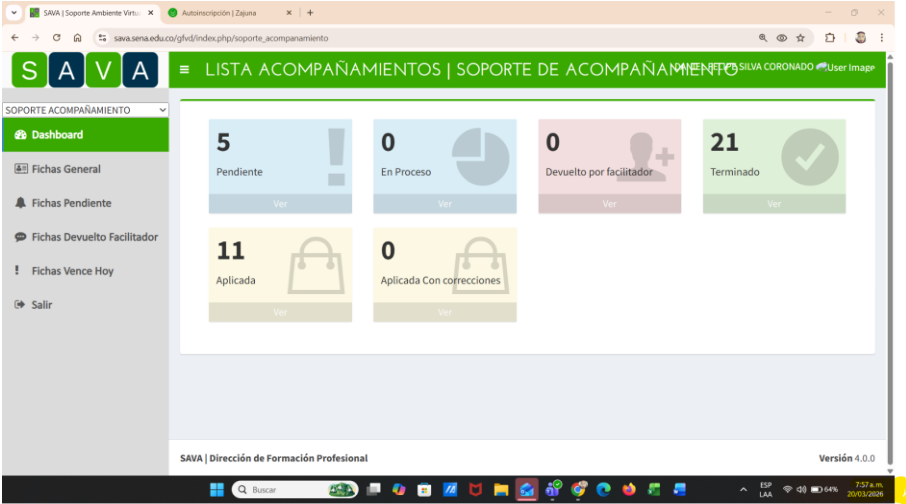 SAVA | Soporte Ambiente Virtu
Autoinscripción | Zajuna
sava.sena.edu.co/gfvd/index.php/soporte_acompanamiento
SAVA
LISTA ACOMPAÑAMIENTOS | SOPORTE DE ACOMPAÑAMIENTO
SILVA CORONADO User Image
SOPORTE ACOMPAÑAMIENTO
Dashboard
Fichas General
Fichas Pendiente
Fichas Devuelto Facilitador
Fichas Vence Hoy
Salir
5
Pendiente
Ver
0
En Proceso
Ver
0
Devuelto por facilitador
Ver
21
Terminado
Ver
11
Aplicada
Ver
0
Aplicada Con correcciones
Ver
SAVA | Dirección de Formación Profesional
Versión 4.0.0
Buscar
ESP
LAA
64%
7:57 a. m.
20/03/2026